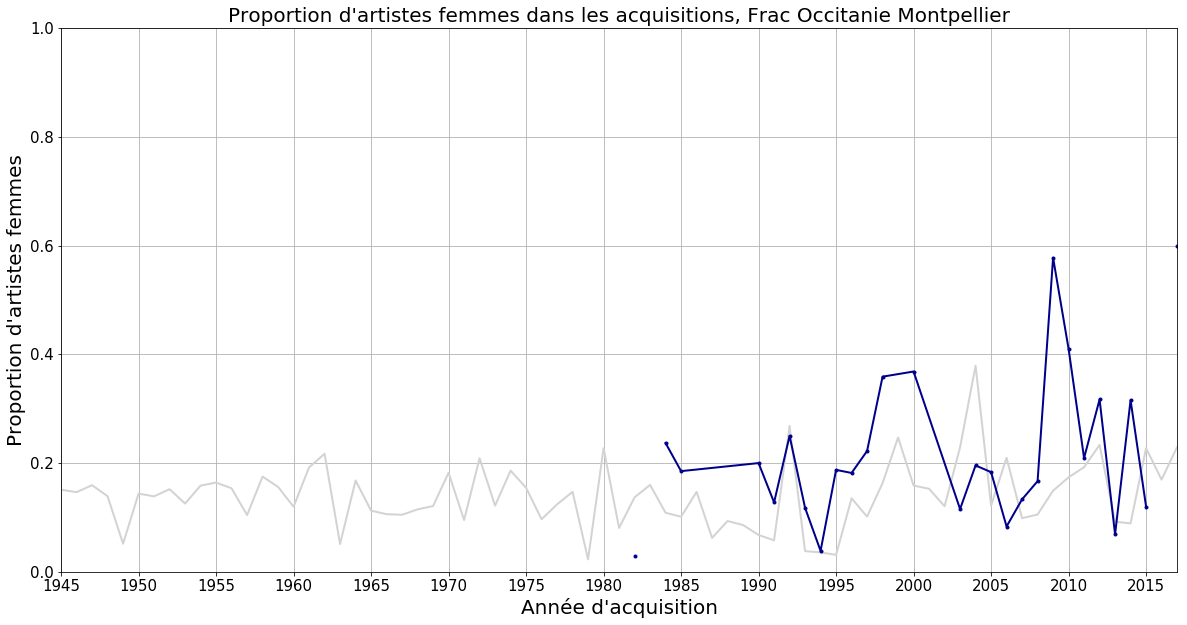 Proportion d'artistes femmes dans les acquisitions, Frac Occitanie Montpellier
Proportion d'artistes femmes
1.0
0.8
0.6
0.4
0.2
0.0
1945 1950 1955 1960 1965 1970 1975 1980 1985 1990 1995 2000 2005 2010 2015
Année d'acquisition